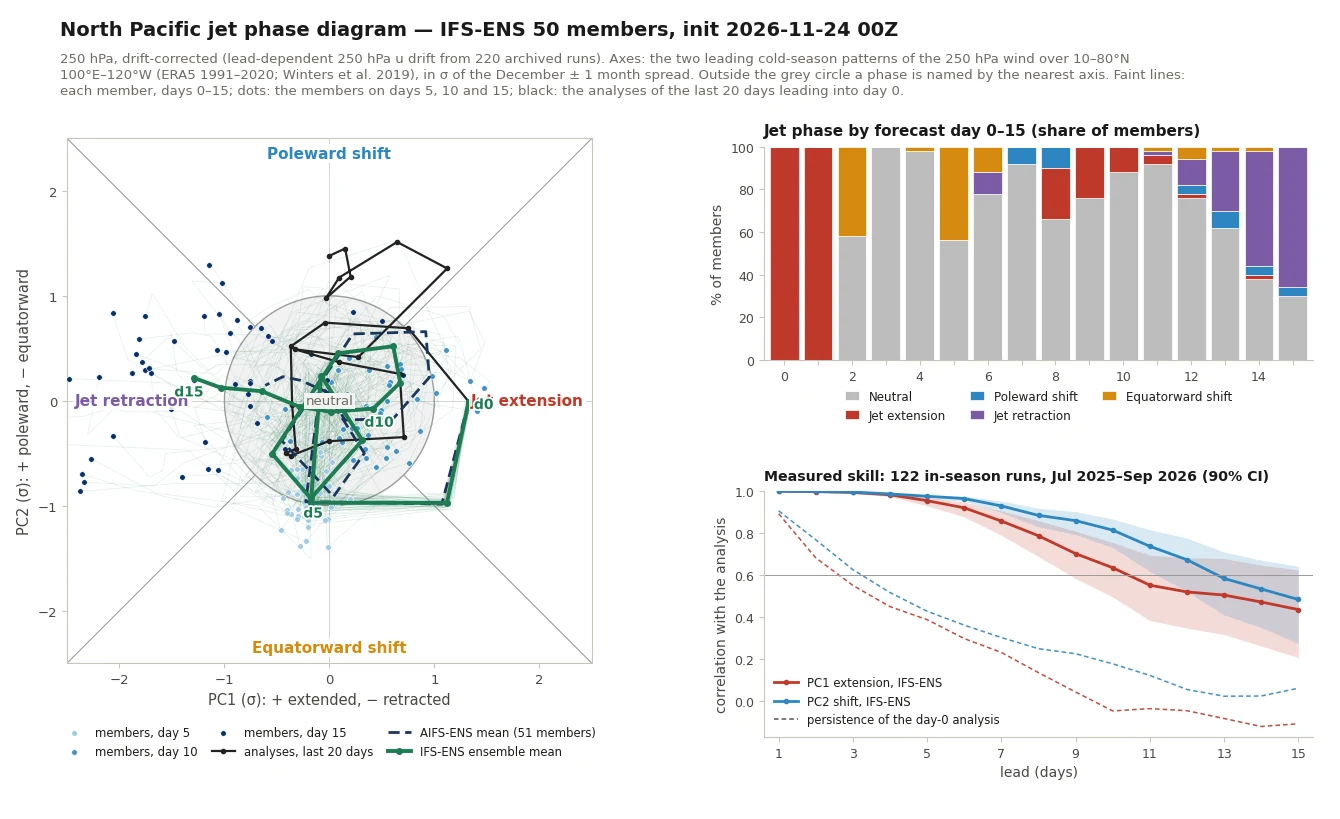 North Pacific jet phase diagram — IFS-ENS 50 members, init 2026-11-24 00Z
250 hPa, drift-corrected (lead-dependent 250 hPa u drift from 220 archived runs). Axes: the two leading cold-season patterns of the 250 hPa wind over 10–80°N
100°E–120°W (ERA5 1991–2020; Winters et al. 2019), in σ of the December ± 1 month spread. Outside the grey circle a phase is named by the nearest axis. Faint lines:
each member, days 0–15; dots: the members on days 5, 10 and 15; black: the analyses of the last 20 days leading into day 0.
Poleward shift
2
1
0
−1
−2
PC2 (σ): + poleward, − equatorward
d15
Jet retraction
neutral
Jet extension
d0
d10
d5
Equatorward shift
−2
−1
0
1
2
PC1 (σ): + extended, − retracted
members, day 5
members, day 10
members, day 15
analyses, last 20 days
AIFS-ENS mean (51 members)
IFS-ENS ensemble mean
Jet phase by forecast day 0–15 (share of members)
100
80
60
40
20
0
% of members
0
2
4
6
8
10
12
14
Neutral
Jet extension
Poleward shift
Jet retraction
Equatorward shift
Measured skill: 122 in-season runs, Jul 2025–Sep 2026 (90% CI)
1.0
0.8
0.6
0.4
0.2
0.0
correlation with the analysis
PC1 extension, IFS-ENS
PC2 shift, IFS-ENS
persistence of the day-0 analysis
1
3
5
7
9
11
13
15
lead (days)